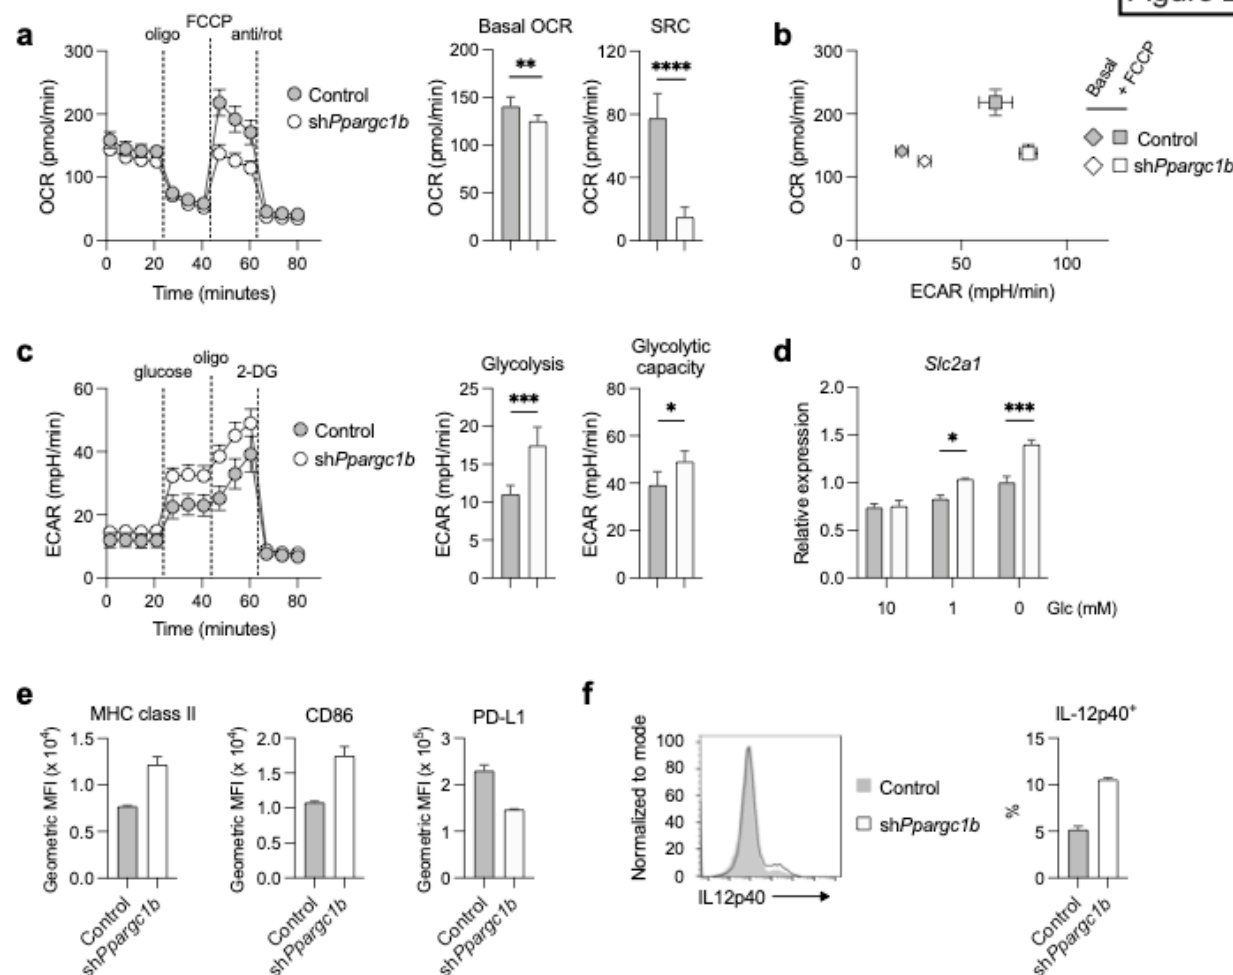 Figure
a
oligo
FCCP
anti/rot
OCR (pmol/min)
300
200
100
0
0 20 40 60 80
Time (minutes)
Control
shPpargc1b
Basal OCR
**
OCR (pmol/min)
200
150
100
50
0
SRC
****
OCR (pmol/min)
120
80
40
0
b
OCR (pmol/min)
300
200
100
0
0 50 100
ECAR (mpH/min)
Basal
+ FCCP
Control
shPpargc1b
c
glucose
oligo
2-DG
ECAR (mpH/min)
60
40
20
0
0 20 40 60 80
Time (minutes)
Control
shPpargc1b
Glycolysis
***
ECAR (mpH/min)
25
20
15
10
5
0
Glycolytic
capacity
*
ECAR (mpH/min)
80
60
40
20
0
d
Slc2a1
Relative expression
2.0
1.5
1.0
0.5
0.0
*
***
10 1 0 Glc (mM)
e
MHC class II
Geometric MFI (x 10⁴)
1.5
1.0
0.5
0.0
Control
shPpargc1b
CD86
Geometric MFI (x 10⁴)
2.0
1.5
1.0
0.5
0.0
Control
shPpargc1b
PD-L1
Geometric MFI (x 10⁵)
3
2
1
0
Control
shPpargc1b
f
Normalized to mode
100
80
60
40
20
0
IL12p40
Control
shPpargc1b
IL-12p40⁺
%
15
10
5
0
Control
shPpargc1b